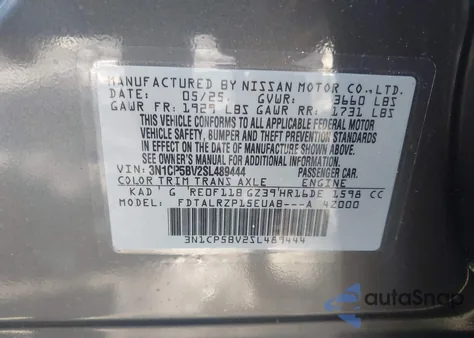 MANUFACTURED BY NISSAN MOTOR CO.,LTD.
DATE: 05/25 GVWR: 3660 LBS
GAWR FR: 1929 LBS GAWR RR: 1731 LBS
THIS VEHICLE CONFORMS TO ALL APPLICABLE FEDERAL MOTOR
VEHICLE SAFETY, BUMPER AND THEFT PREVENTION STANDARDS
IN EFFECT ON THE DATE OF MANUFACTURE SHOWN ABOVE.
SEE OWNER'S MANUAL FOR ADDITIONAL INFORMATION.
VIN: 3N1CP5BV2SL489444 PASSENGER CAR
COLOR TRIM TRANS AXLE ENGINE
KAD G RE0F11B GZ39 HR16DE 1598 CC
MODEL: FDTALRZP15EUA8---A 42000
3N1CP5BV2SL489444
autoSnap